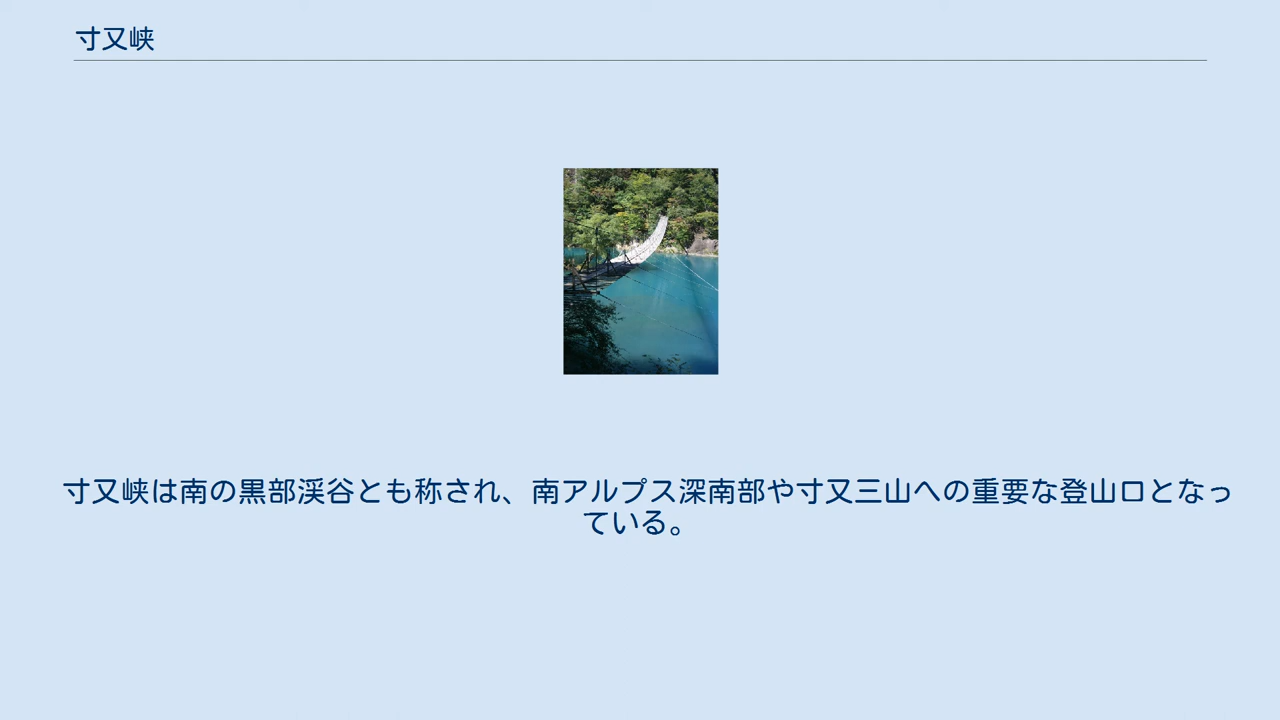 寸又峡
寸又峡は南の黒部渓谷とも称され、南アルプス深南部や寸又三山への重要な登山口となっ
ている。